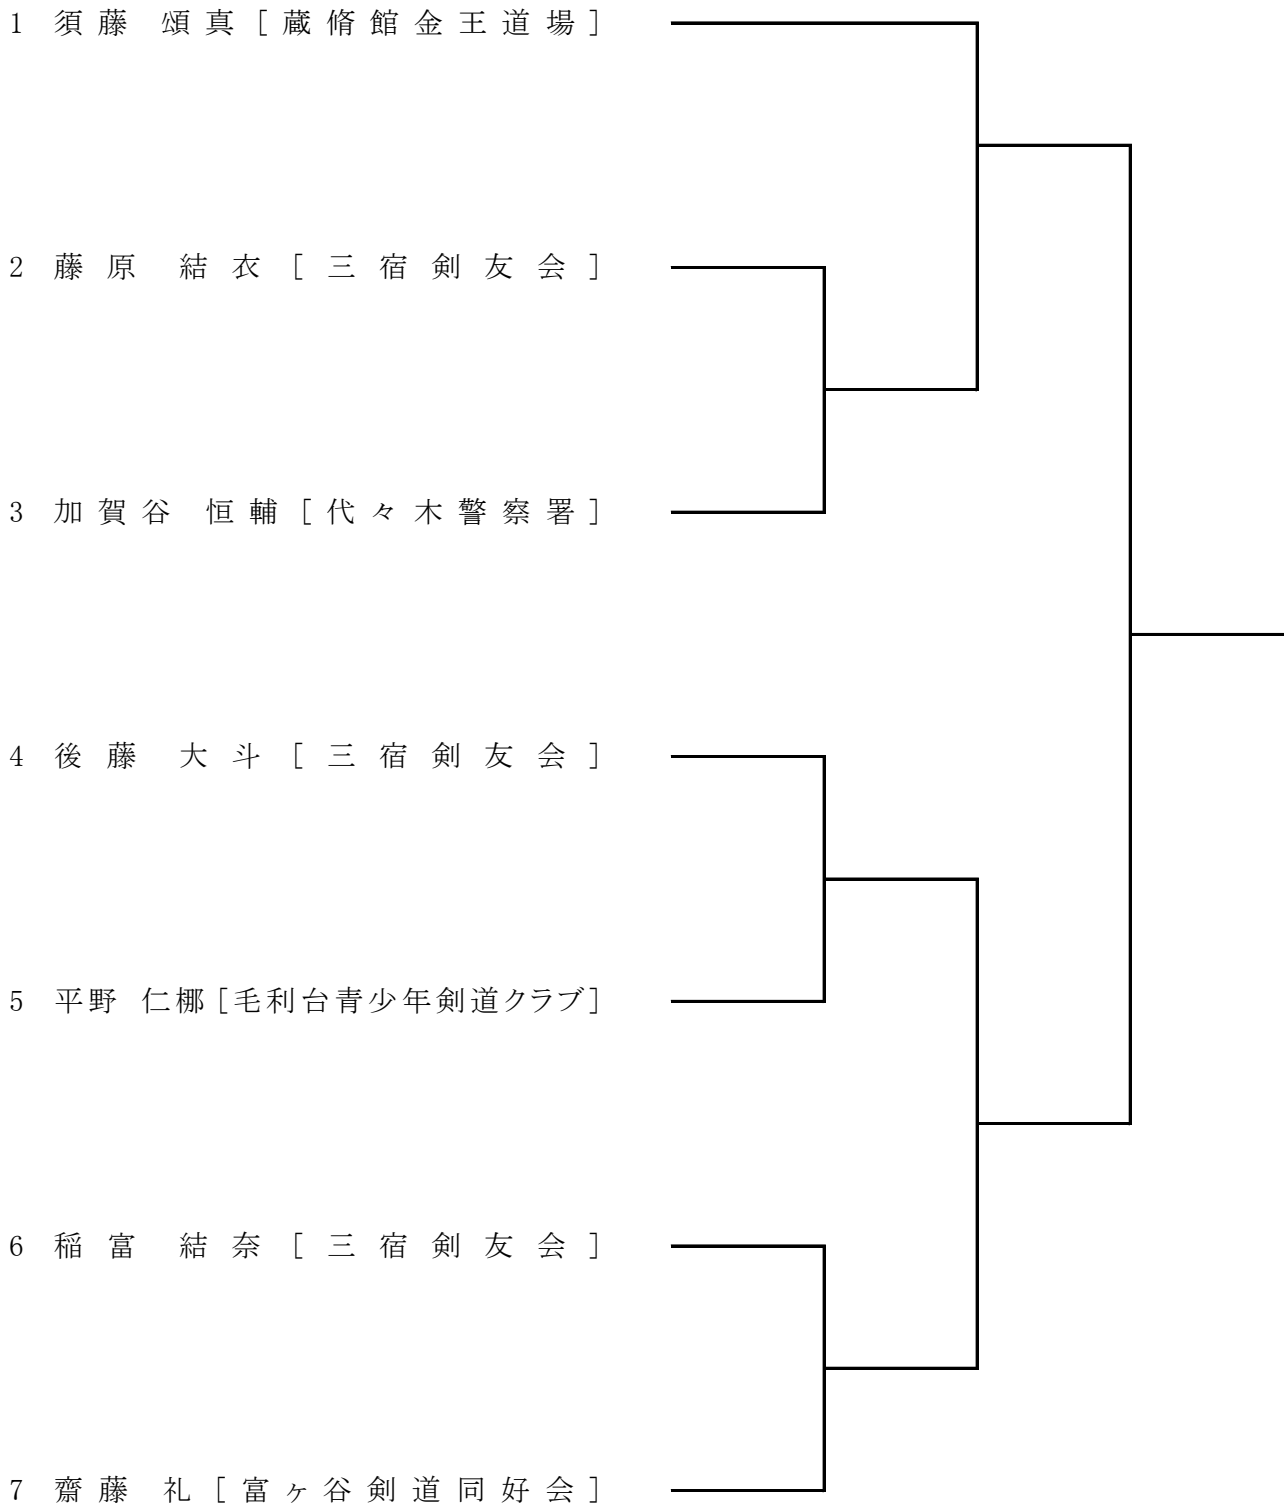 1 須藤 頌真 [蔵脩館金王道場]
2 藤原 結衣 [三宿剣友会]
3 加賀谷 恒輔 [代々木警察署]
4 後藤 大斗 [三宿剣友会]
5 平野 仁梛 [毛利台青少年剣道クラブ]
6 稲富 結奈 [三宿剣友会]
7 齋藤 礼 [富ヶ谷剣道同好会]